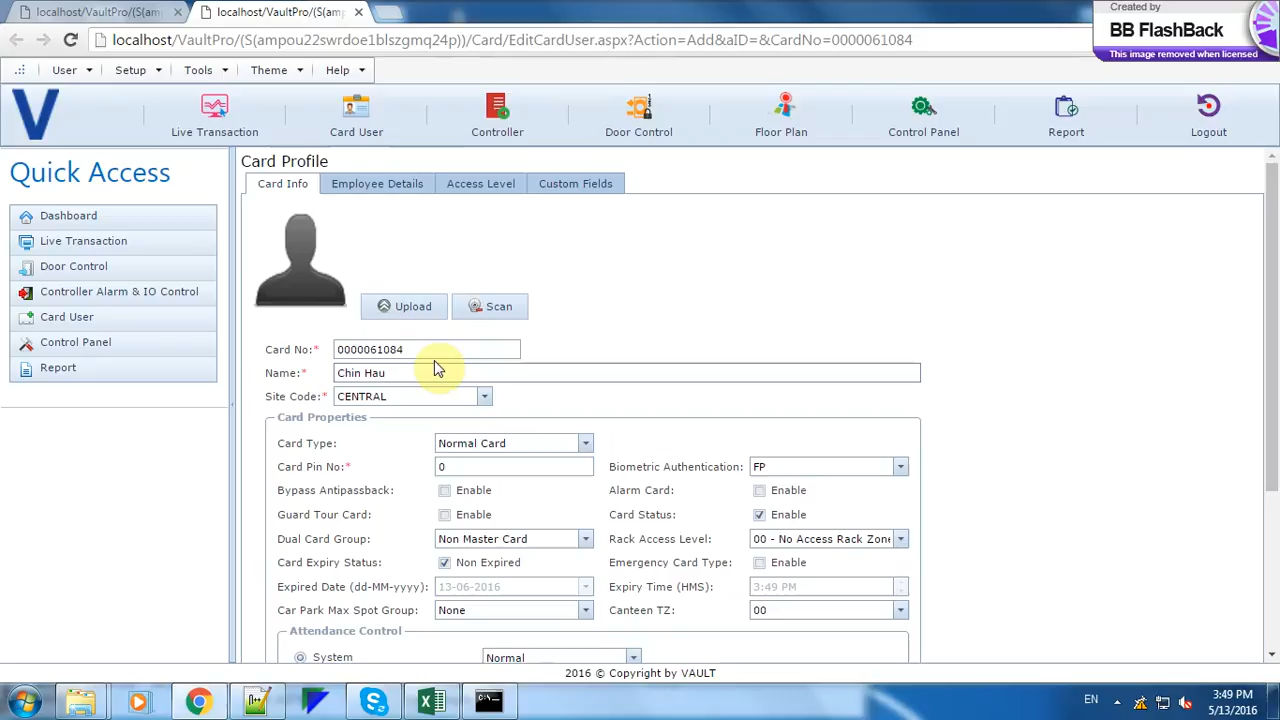 localhost/VaultPro/(S(am
localhost/VaultPro/(S(am
Created by
BB FlashBack
This image removed when licensed
localhost/VaultPro/(S(ampou22swrdoe1blszgmq24p))/Card/EditCardUser.aspx?Action=Add&aID=&CardNo=0000061084
User
Setup
Tools
Theme
Help
V
Live Transaction
Card User
Controller
Door Control
Floor Plan
Control Panel
Report
Logout
Quick Access
Dashboard
Live Transaction
Door Control
Controller Alarm & IO Control
Card User
Control Panel
Report
Card Profile
Card Info
Employee Details
Access Level
Custom Fields
Upload
Scan
Card No:* 0000061084
Name:* Chin Hau
Site Code:* CENTRAL
Card Properties
Card Type: Normal Card
Card Pin No:* 0 Biometric Authentication: FP
Bypass Antipassback: Enable Alarm Card: Enable
Guard Tour Card: Enable Card Status: Enable
Dual Card Group: Non Master Card Rack Access Level: 00 - No Access Rack Zone
Card Expiry Status: Non Expired Emergency Card Type: Enable
Expired Date (dd-MM-yyyy): 13-06-2016 Expiry Time (HMS): 3:49 PM
Car Park Max Spot Group: None Canteen TZ: 00
Attendance Control
System Normal
2016 © Copyright by VAULT
EN
3:49 PM
5/13/2016